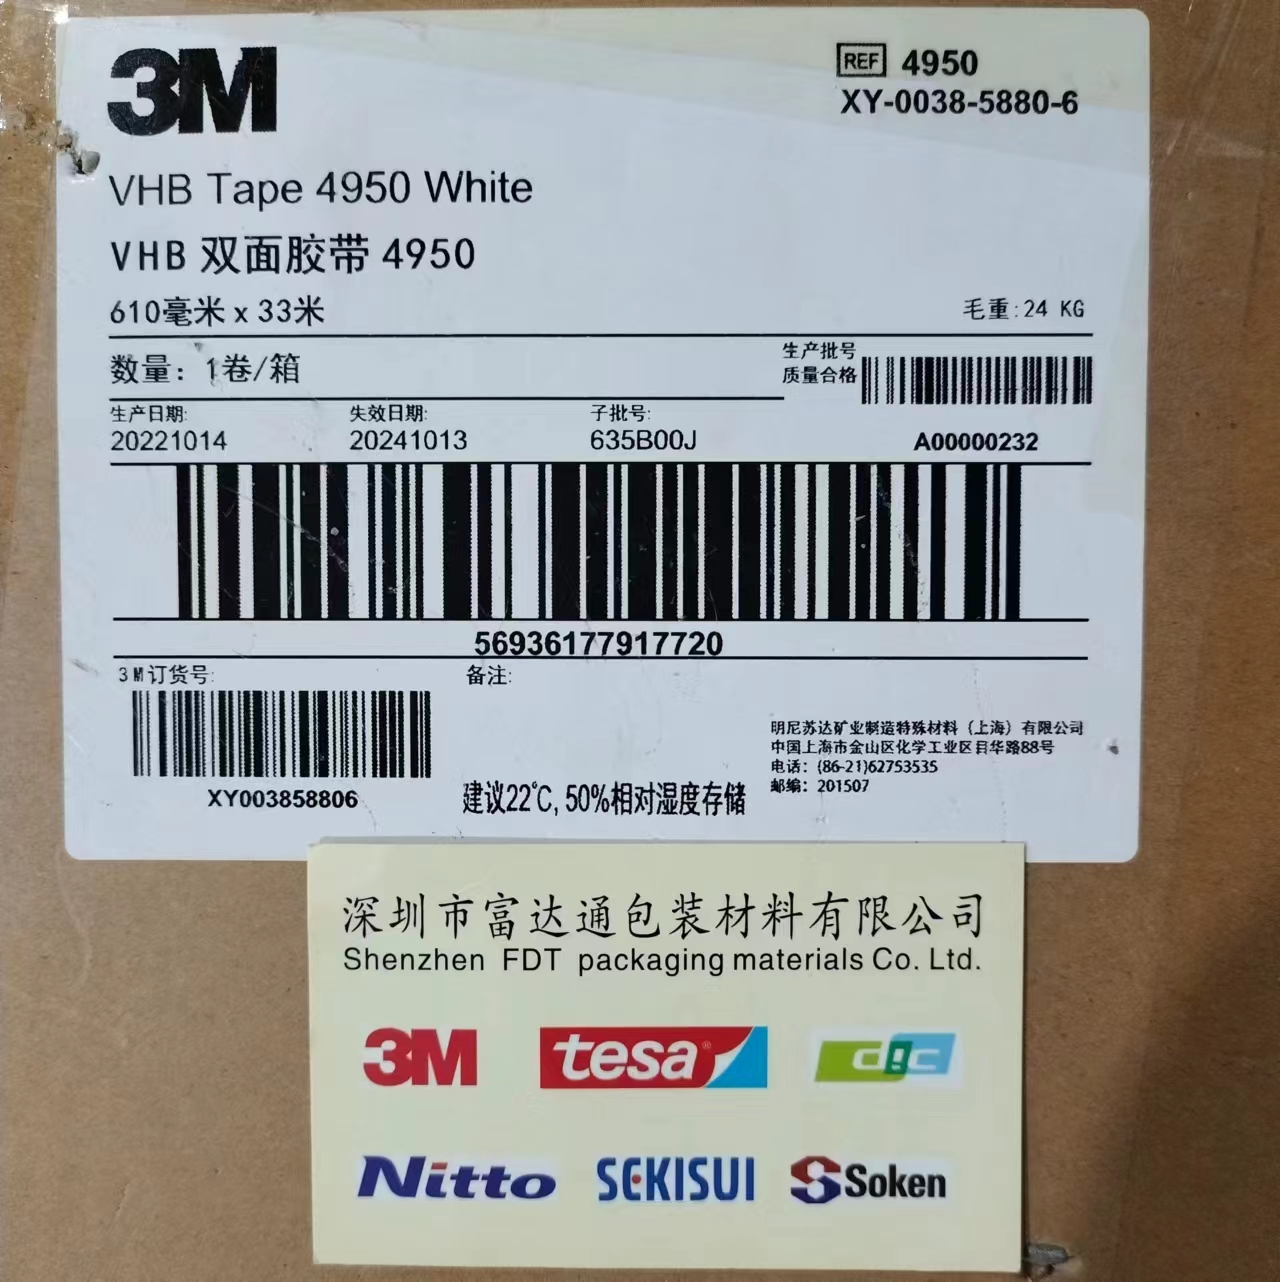 3M
REF 4950
XY-0038-5880-6
VHB Tape 4950 White
VHB 双面胶带 4950
610毫米 x 33米
毛重:24 KG
数量：1卷/箱
生产批号
质量合格
生产日期:
20221014
失效日期:
20241013
子批号:
635B00J
A00000232
56936177917720
3M订货号:
备注:
XY003858806
建议22℃, 50%相对湿度存储
明尼苏达矿业制造特殊材料（上海）有限公司
中国上海市金山区化学工业区目华路88号
电话：(86-21)62753535
邮编：201507
深圳市富达通包装材料有限公司
Shenzhen FDT packaging materials Co. Ltd.
3M
tesa®
dic
Nitto
SEKISUI
Soken